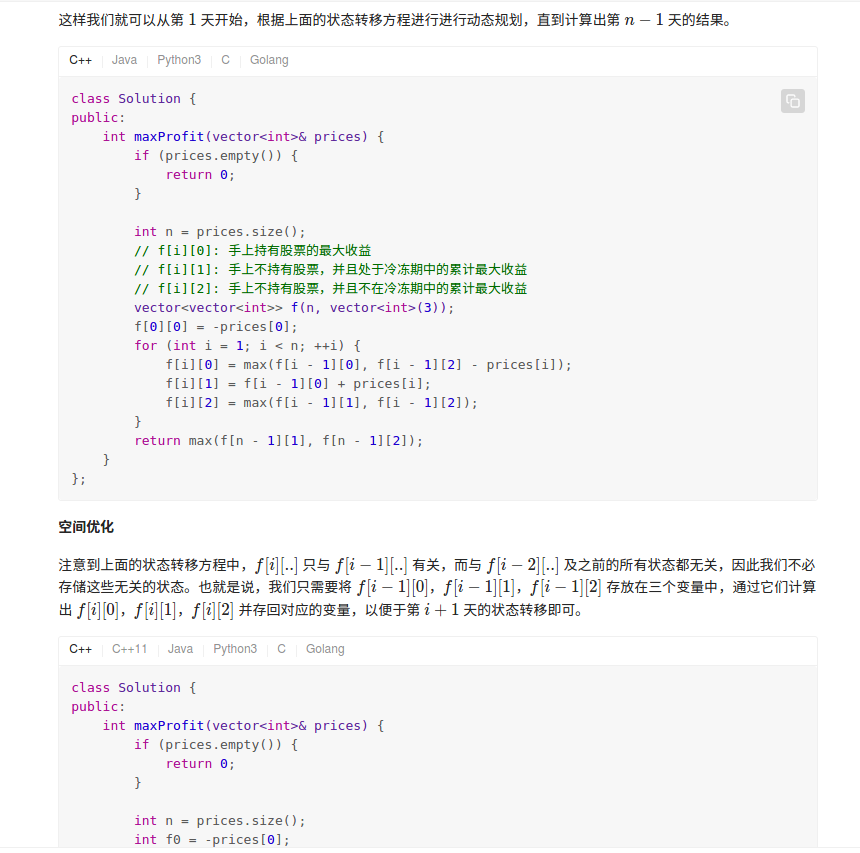 这样我们就可以从第 1 天开始，根据上面的状态转移方程进行进行动态规划，直到计算出第 n − 1 天的结果。
C++ Java Python3 C Golang
class Solution {
public:
    int maxProfit(vector<int>& prices) {
        if (prices.empty()) {
            return 0;
        }
        int n = prices.size();
        // f[i][0]: 手上持有股票的最大收益
        // f[i][1]: 手上不持有股票，并且处于冷冻期中的累计最大收益
        // f[i][2]: 手上不持有股票，并且不在冷冻期中的累计最大收益
        vector<vector<int>> f(n, vector<int>(3));
        f[0][0] = -prices[0];
        for (int i = 1; i < n; ++i) {
            f[i][0] = max(f[i - 1][0], f[i - 1][2] - prices[i]);
            f[i][1] = f[i - 1][0] + prices[i];
            f[i][2] = max(f[i - 1][1], f[i - 1][2]);
        }
        return max(f[n - 1][1], f[n - 1][2]);
    }
};
空间优化
注意到上面的状态转移方程中，f[i][..] 只与 f[i − 1][..] 有关，而与 f[i − 2][..] 及之前的所有状态都无关，因此我们不必
存储这些无关的状态。也就是说，我们只需要将 f[i − 1][0]，f[i − 1][1]，f[i − 1][2] 存放在三个变量中，通过它们计算
出 f[i][0]，f[i][1]，f[i][2] 并存回对应的变量，以便于第 i + 1 天的状态转移即可。
C++ C++11 Java Python3 C Golang
class Solution {
public:
    int maxProfit(vector<int>& prices) {
        if (prices.empty()) {
            return 0;
        }
        int n = prices.size();
        int f0 = -prices[0];